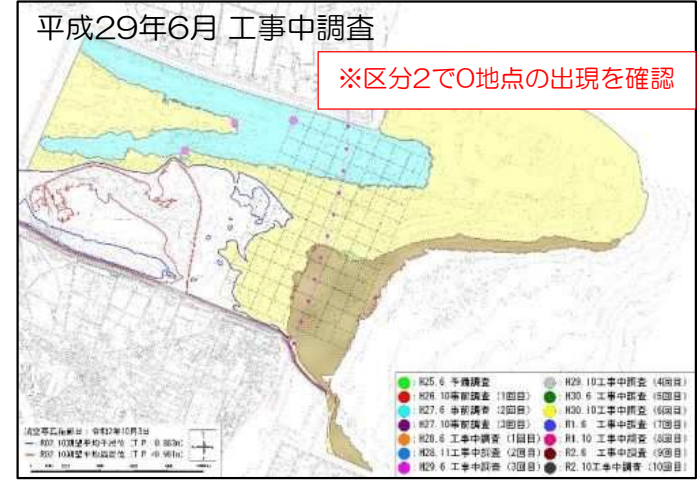 平成29年6月 工事中調査
※区分2で0地点の出現を確認
H25.6 予備調査
H26.10事前調査 (1回目)
H27.6 事前調査 (2回目)
H27.10事前調査 (3回目)
H28.6 工事中調査 (1回目)
H28.11工事中調査 (2回目)
H29.6 工事中調査 (3回目)
H29.10工事中調査 (4回目)
H30.6 工事中調査 (5回目)
H30.10工事中調査 (6回目)
R1.6 工事中調査 (7回目)
R1.10 工事中調査 (8回目)
R2.6 工事中調査 (9回目)
R2.10工事中調査 (10回目)